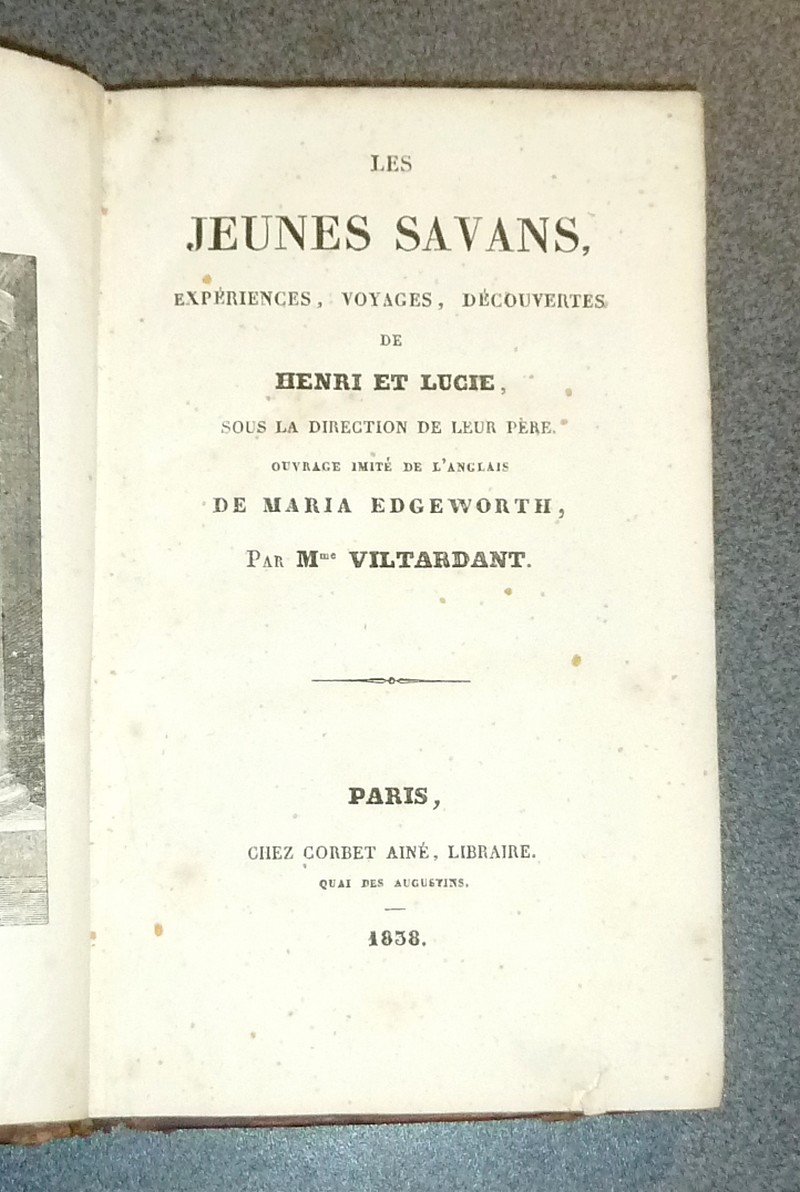 LES
JEUNES SAVANS,
EXPÉRIENCES, VOYAGES, DÉCOUVERTES
DE
HENRI ET LUCIE,
SOUS LA DIRECTION DE LEUR PÈRE.
OUVRAGE IMITÉ DE L'ANGLAIS
DE MARIA EDGEWORTH,
PAR Mme VILTARDANT.
PARIS,
CHEZ CORBET AINÉ, LIBRAIRE.
QUAI DES AUGUSTINS.
1838.